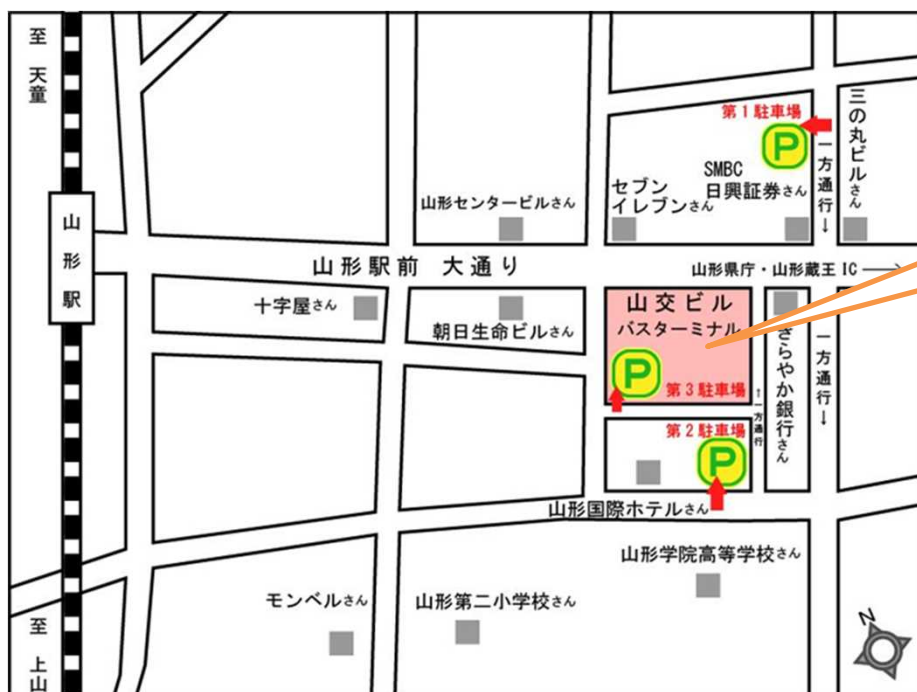 至 天童
第1駐車場
P
三の丸ビルさん
一方通行↓
SMBC
日興証券さん
セブン
イレブンさん
山形センタービルさん
山形駅
山形駅前 大通り
山形県庁・山形蔵王 IC →
十字屋さん
朝日生命ビルさん
山交ビル
バスターミナル
P
第3駐車場
きらやか銀行さん
一方通行↓
↑一方通行
第2駐車場
P
山形国際ホテルさん
山形学院高等学校さん
モンベルさん
山形第二小学校さん
至 上山
N